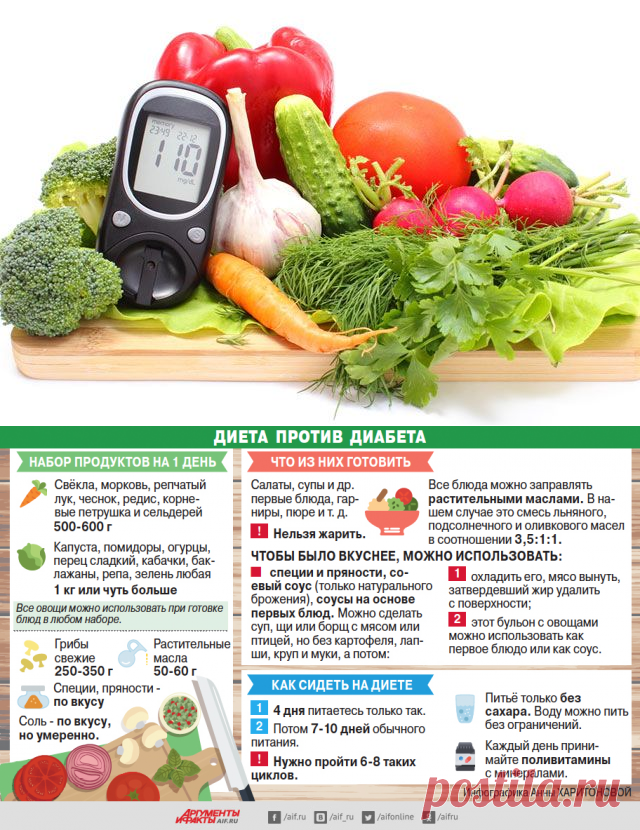 memory
23:49 22-12
110
mg/dL
M
ДИЕТА ПРОТИВ ДИАБЕТА
НАБОР ПРОДУКТОВ НА 1 ДЕНЬ
Свёкла, морковь, репчатый
лук, чеснок, редис, корне-
вые петрушка и сельдерей
500-600 г
Капуста, помидоры, огурцы,
перец сладкий, кабачки, бак-
лажаны, репа, зелень любая
1 кг или чуть больше
Все овощи можно использовать при готовке
блюд в любом наборе.
Грибы
свежие
250-350 г
Растительные
масла
50-60 г
Специи, пряности -
по вкусу
Соль - по вкусу,
но умеренно.
ЧТО ИЗ НИХ ГОТОВИТЬ
Салаты, супы и др.
первые блюда, гар-
ниры, пюре и т. д.
! Нельзя жарить.
Все блюда можно заправлять
растительными маслами. В на-
шем случае это смесь льняного,
подсолнечного и оливкового масел
в соотношении 3,5:1:1.
ЧТОБЫ БЫЛО ВКУСНЕЕ, МОЖНО ИСПОЛЬЗОВАТЬ:
специи и пряности, со-
евый соус (только натурального
брожения), соусы на основе
первых блюд. Можно сделать
суп, щи или борщ с мясом или
птицей, но без картофеля, лап-
ши, круп и муки, а потом:
1 охладить его, мясо вынуть,
затвердевший жир удалить
с поверхности;
2 этот бульон с овощами
можно использовать как
первое блюдо или как соус.
КАК СИДЕТЬ НА ДИЕТЕ
1 4 дня питаетесь только так.
2 Потом 7-10 дней обычного
питания.
! Нужно пройти 6-8 таких
циклов.
Питьё только без
сахара. Воду можно пить
без ограничений.
Каждый день прини-
майте поливитамины
с минералами.
Инфографика Анны ХАРИТОНОВОЙ
АРГУМЕНТЫ
И ФАКТЫ AIF.RU
/aif.ru
/aif_ru
/aifonline
/aifru
postila.ru